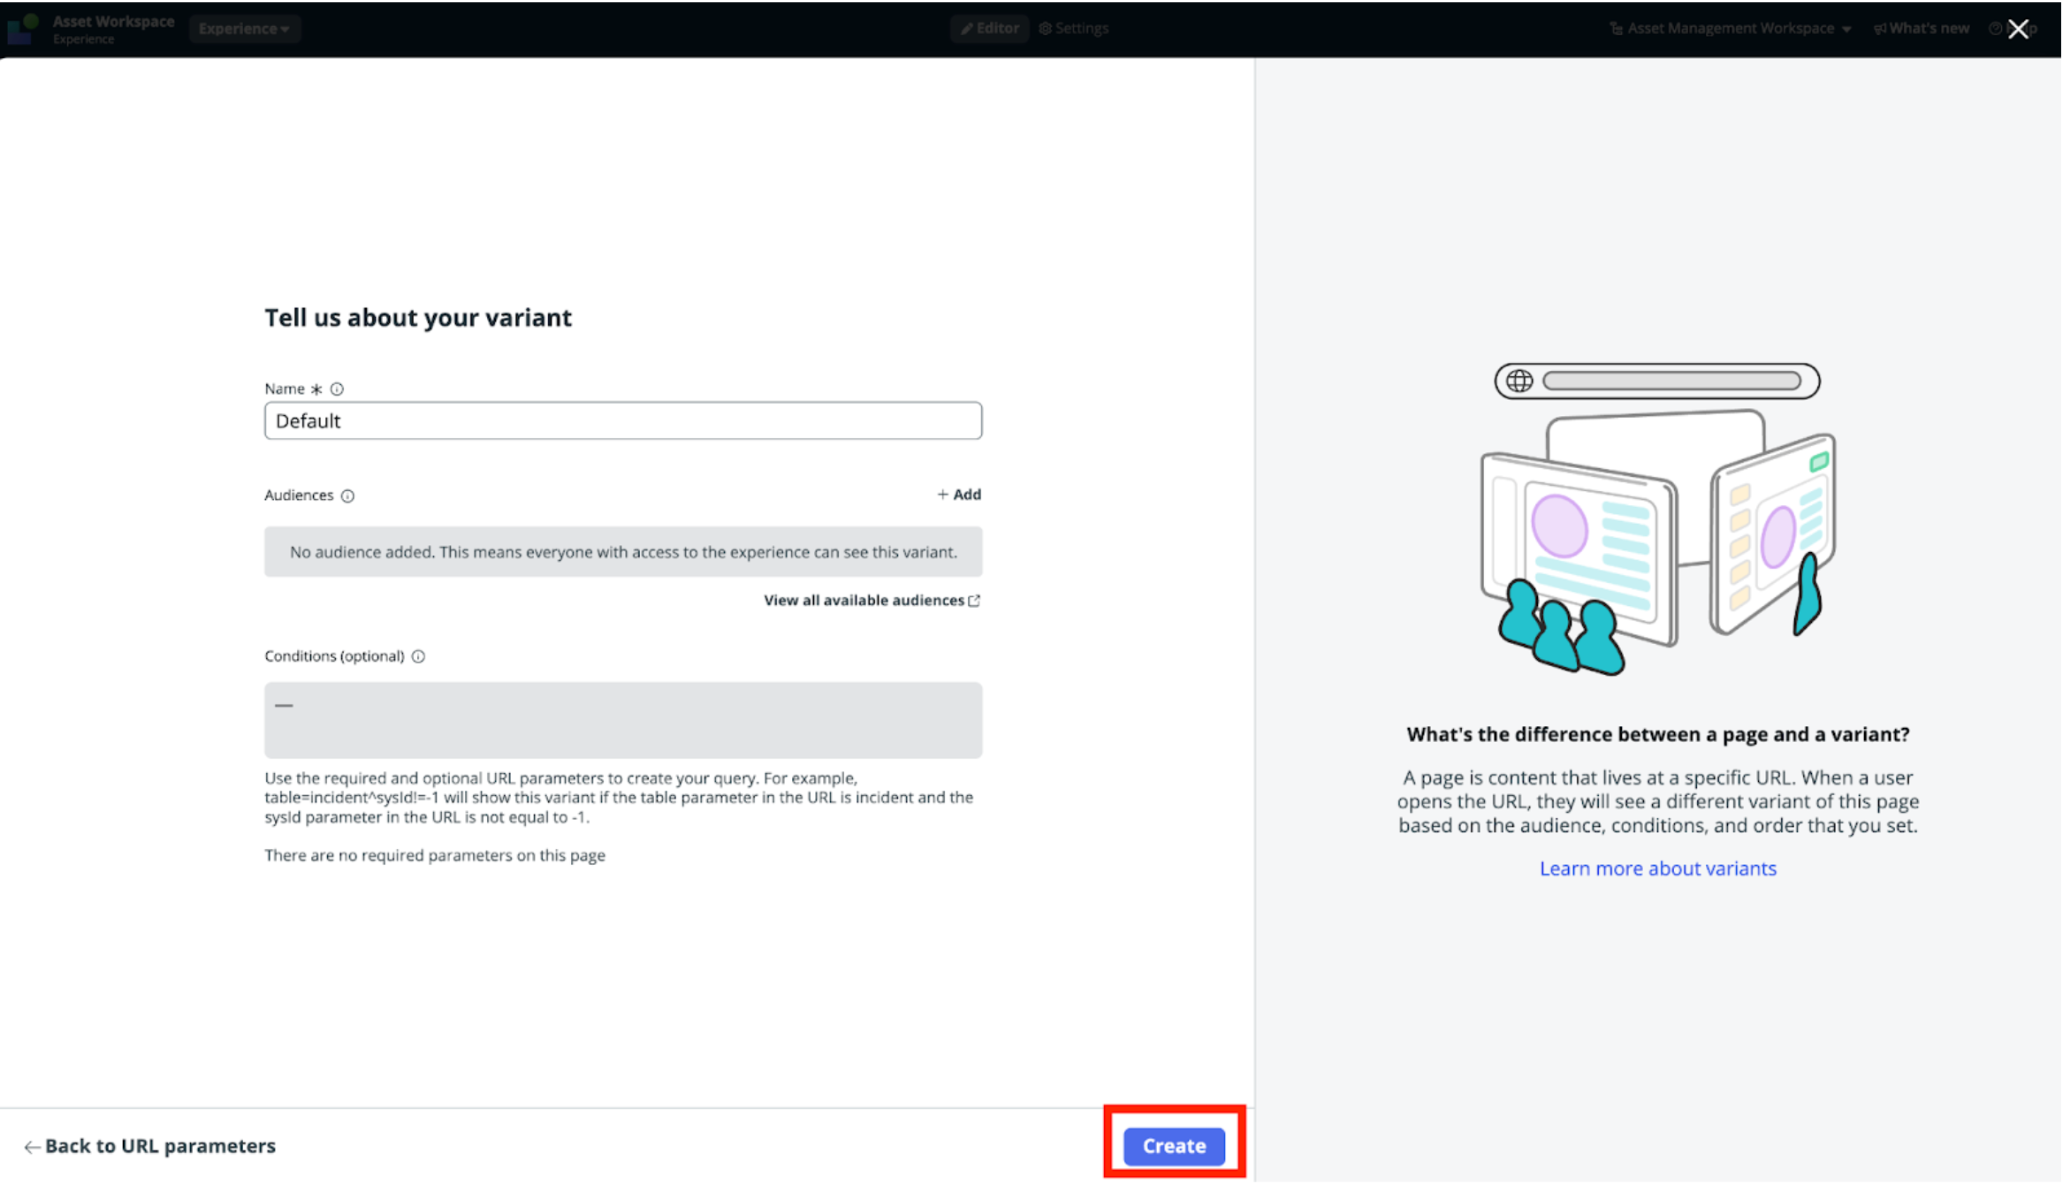 Asset Workspace
Experience
Experience
Editor
Settings
Asset Management Workspace
What's new
Tell us about your variant
Name *
Default
Audiences
+ Add
No audience added. This means everyone with access to the experience can see this variant.
View all available audiences
Conditions (optional)
—
Use the required and optional URL parameters to create your query. For example,
table=incident^sysId!=-1 will show this variant if the table parameter in the URL is incident and the
sysId parameter in the URL is not equal to -1.
There are no required parameters on this page
Back to URL parameters
Create
What's the difference between a page and a variant?
A page is content that lives at a specific URL. When a user
opens the URL, they will see a different variant of this page
based on the audience, conditions, and order that you set.
Learn more about variants